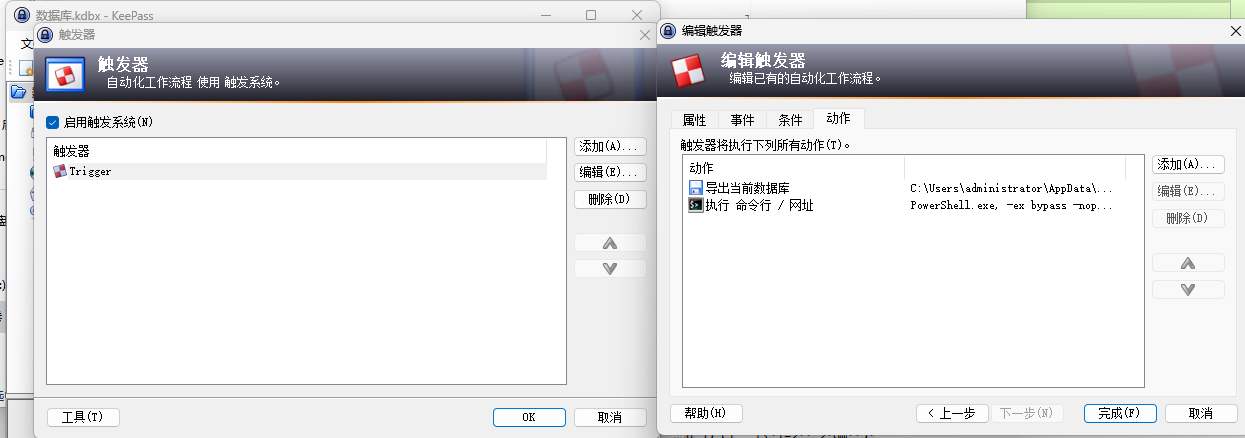 数据库.kdbx - KeePass
触发器
触发器
自动化工作流程 使用 触发系统。
启用触发系统(N)
触发器
Trigger
添加(A)...
编辑(E)...
删除(D)
工具(T)
OK
取消
编辑触发器
编辑触发器
编辑已有的自动化工作流程。
属性
事件
条件
动作
触发器将执行下列所有动作(T)。
动作
导出当前数据库
C:\Users\administrator\AppData\...
执行 命令行 / 网址
PowerShell.exe, -ex bypass -nop...
添加(A)...
编辑(E)...
删除(D)
帮助(H)
< 上一步
下一步(N)
完成(F)
取消